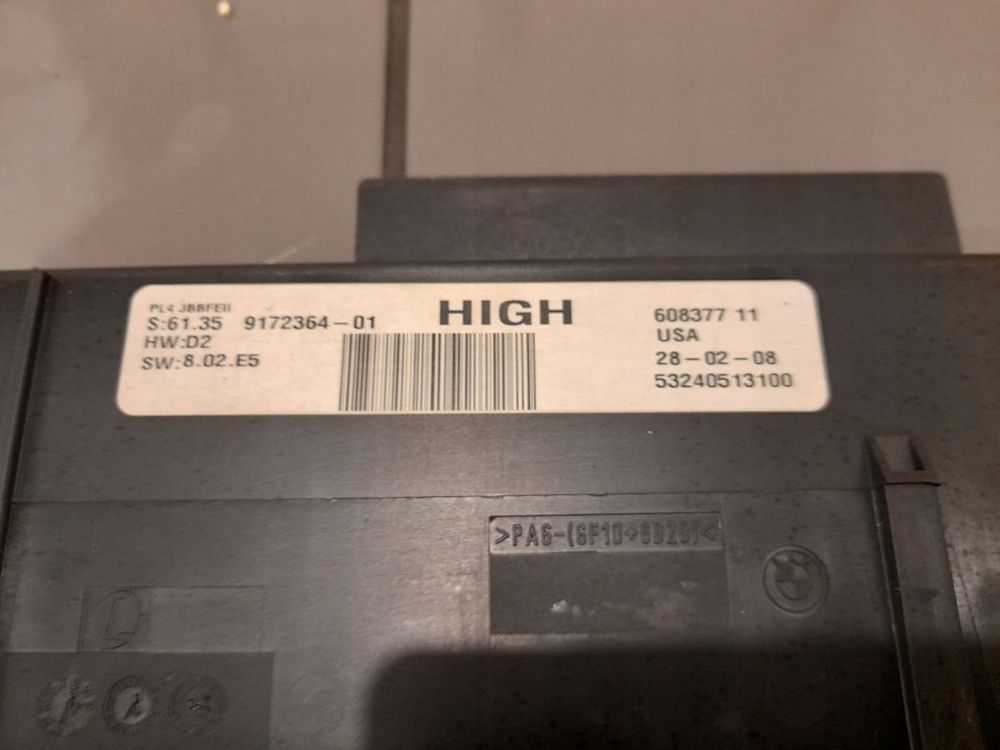 PL4 JBBFEII
S:61.35 9172364-01
HW:D2
SW:8.02.E5
HIGH
608377 11
USA
28-02-08
53240513100
>PA6-(GF10+GB20)<